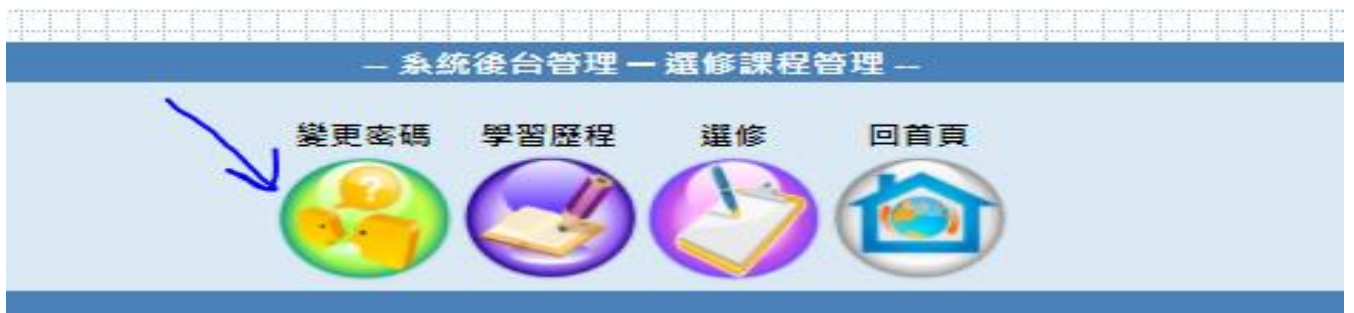 – 系統後台管理 – 選修課程管理 –
變更密碼 學習歷程 選修 回首頁
?